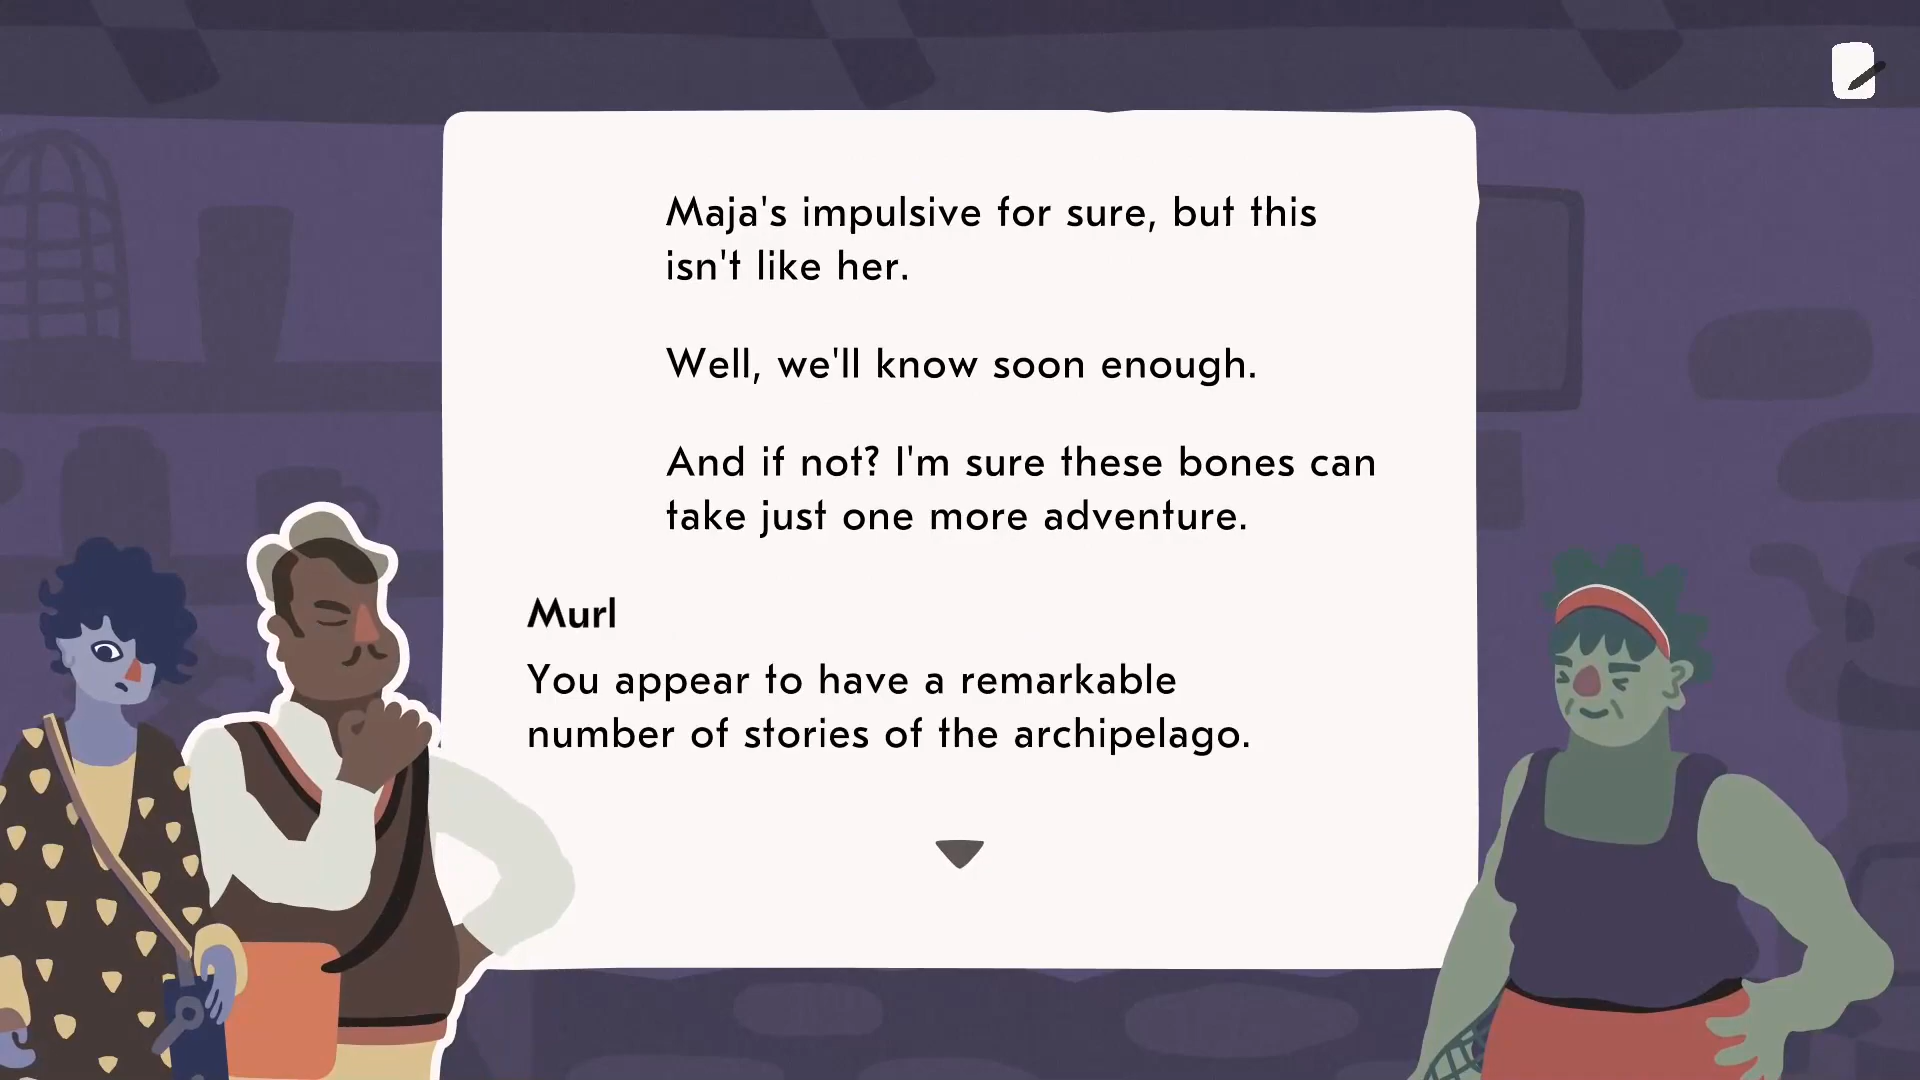 Maja's impulsive for sure, but this
isn't like her.
Well, we'll know soon enough.
And if not? I'm sure these bones can
take just one more adventure.
Murl
You appear to have a remarkable
number of stories of the archipelago.